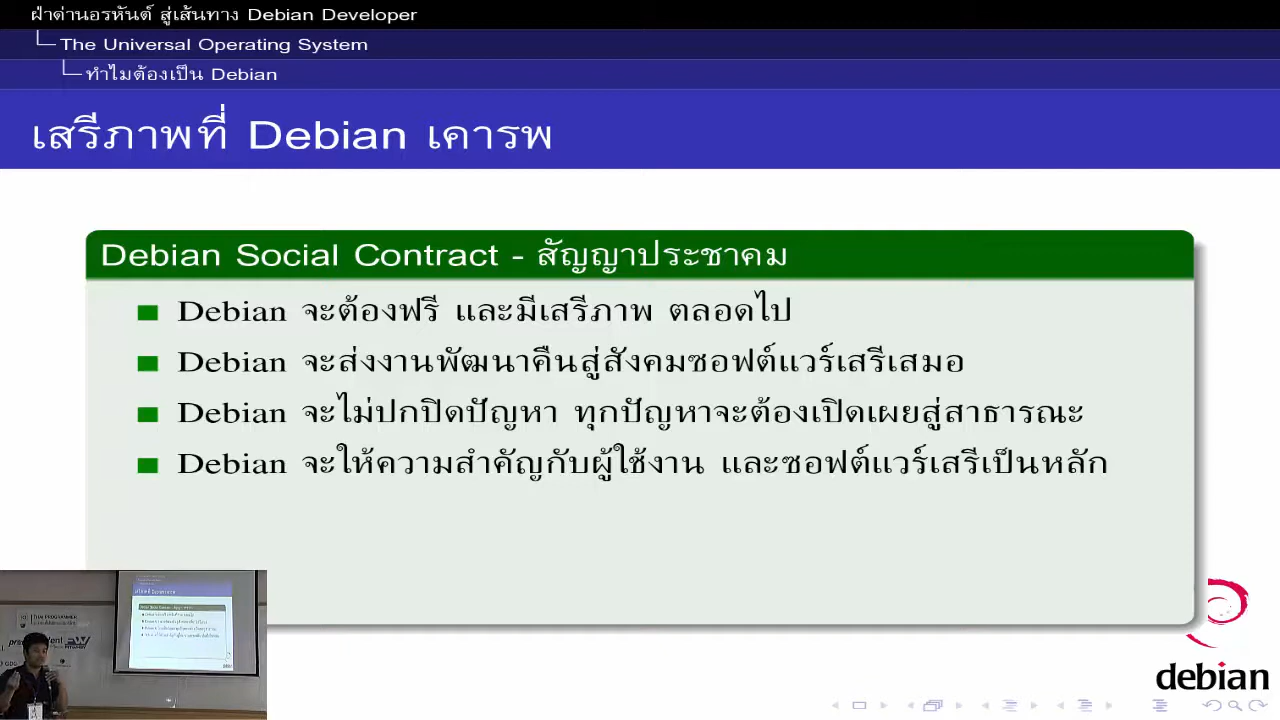 ฝ่าด่านอรหันต์ สู่เส้นทาง Debian Developer
The Universal Operating System
ทำไมต้องเป็น Debian
เสรีภาพที่ Debian เคารพ
Debian Social Contract - สัญญาประชาคม
Debian จะต้องฟรี และมีเสรีภาพ ตลอดไป
Debian จะส่งงานพัฒนาคืนสู่สังคมซอฟต์แวร์เสรีเสมอ
Debian จะไม่ปกปิดปัญหา ทุกปัญหาจะต้องเปิดเผยสู่สาธารณะ
Debian จะให้ความสำคัญกับผู้ใช้งาน และซอฟต์แวร์เสรีเป็นหลัก
THAI PROGRAMMER
debian